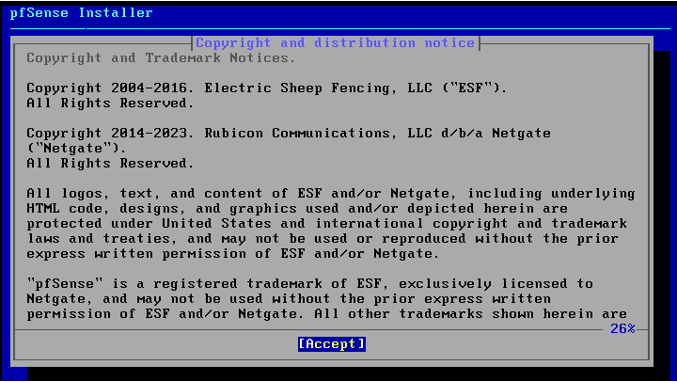 pfSense Installer
Copyright and distribution notice
Copyright and Trademark Notices.
Copyright 2004-2016. Electric Sheep Fencing, LLC ("ESF").
All Rights Reserved.
Copyright 2014-2023. Rubicon Communications, LLC d/b/a Netgate
("Netgate").
All Rights Reserved.
All logos, text, and content of ESF and/or Netgate, including underlying
HTML code, designs, and graphics used and/or depicted herein are
protected under United States and international copyright and trademark
laws and treaties, and may not be used or reproduced without the prior
express written permission of ESF and/or Netgate.
"pfSense" is a registered trademark of ESF, exclusively licensed to
Netgate, and may not be used without the prior express written
permission of ESF and/or Netgate. All other trademarks shown herein are
26%
[Accept]